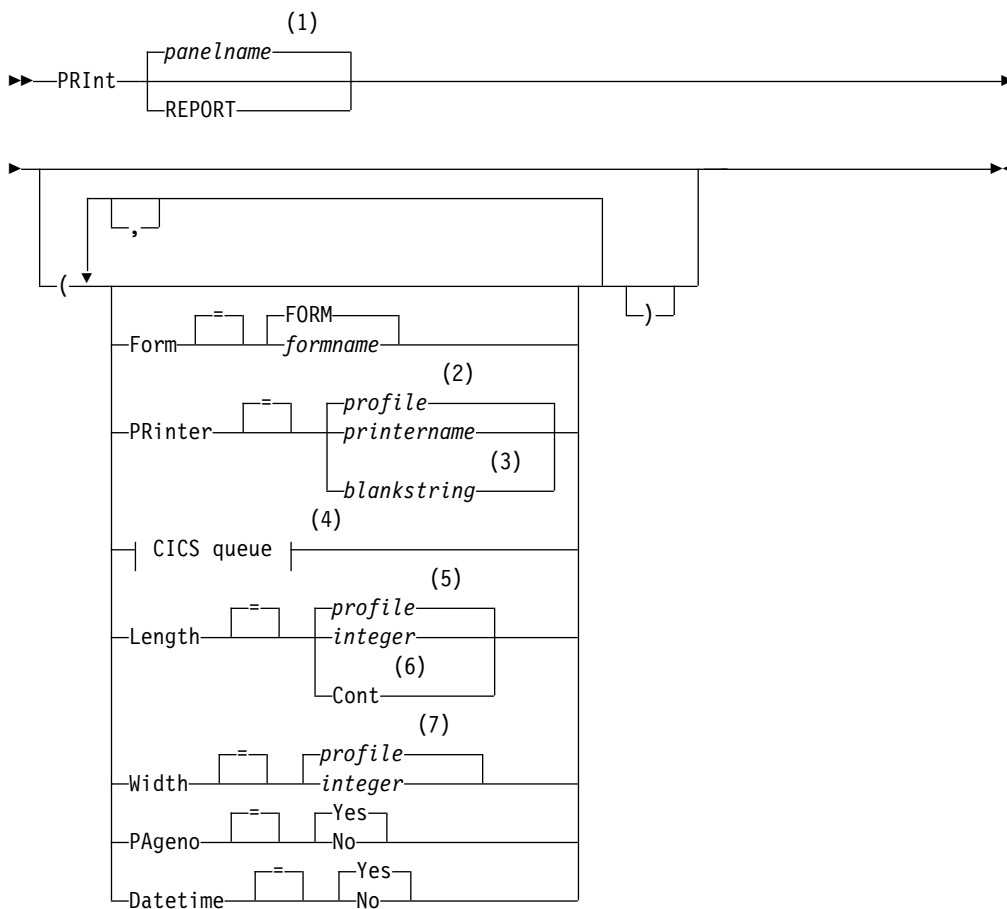 (1)
panelname
PRInt
REPORT
,
(
)
= FORM
Form formname
(2)
= profile
PRinter printername
(3)
blankstring
(4)
CICS queue
(5)
= profile
Length integer
(6)
Cont
(7)
= profile
Width integer
= Yes
PAgeno No
= Yes
Datetime No